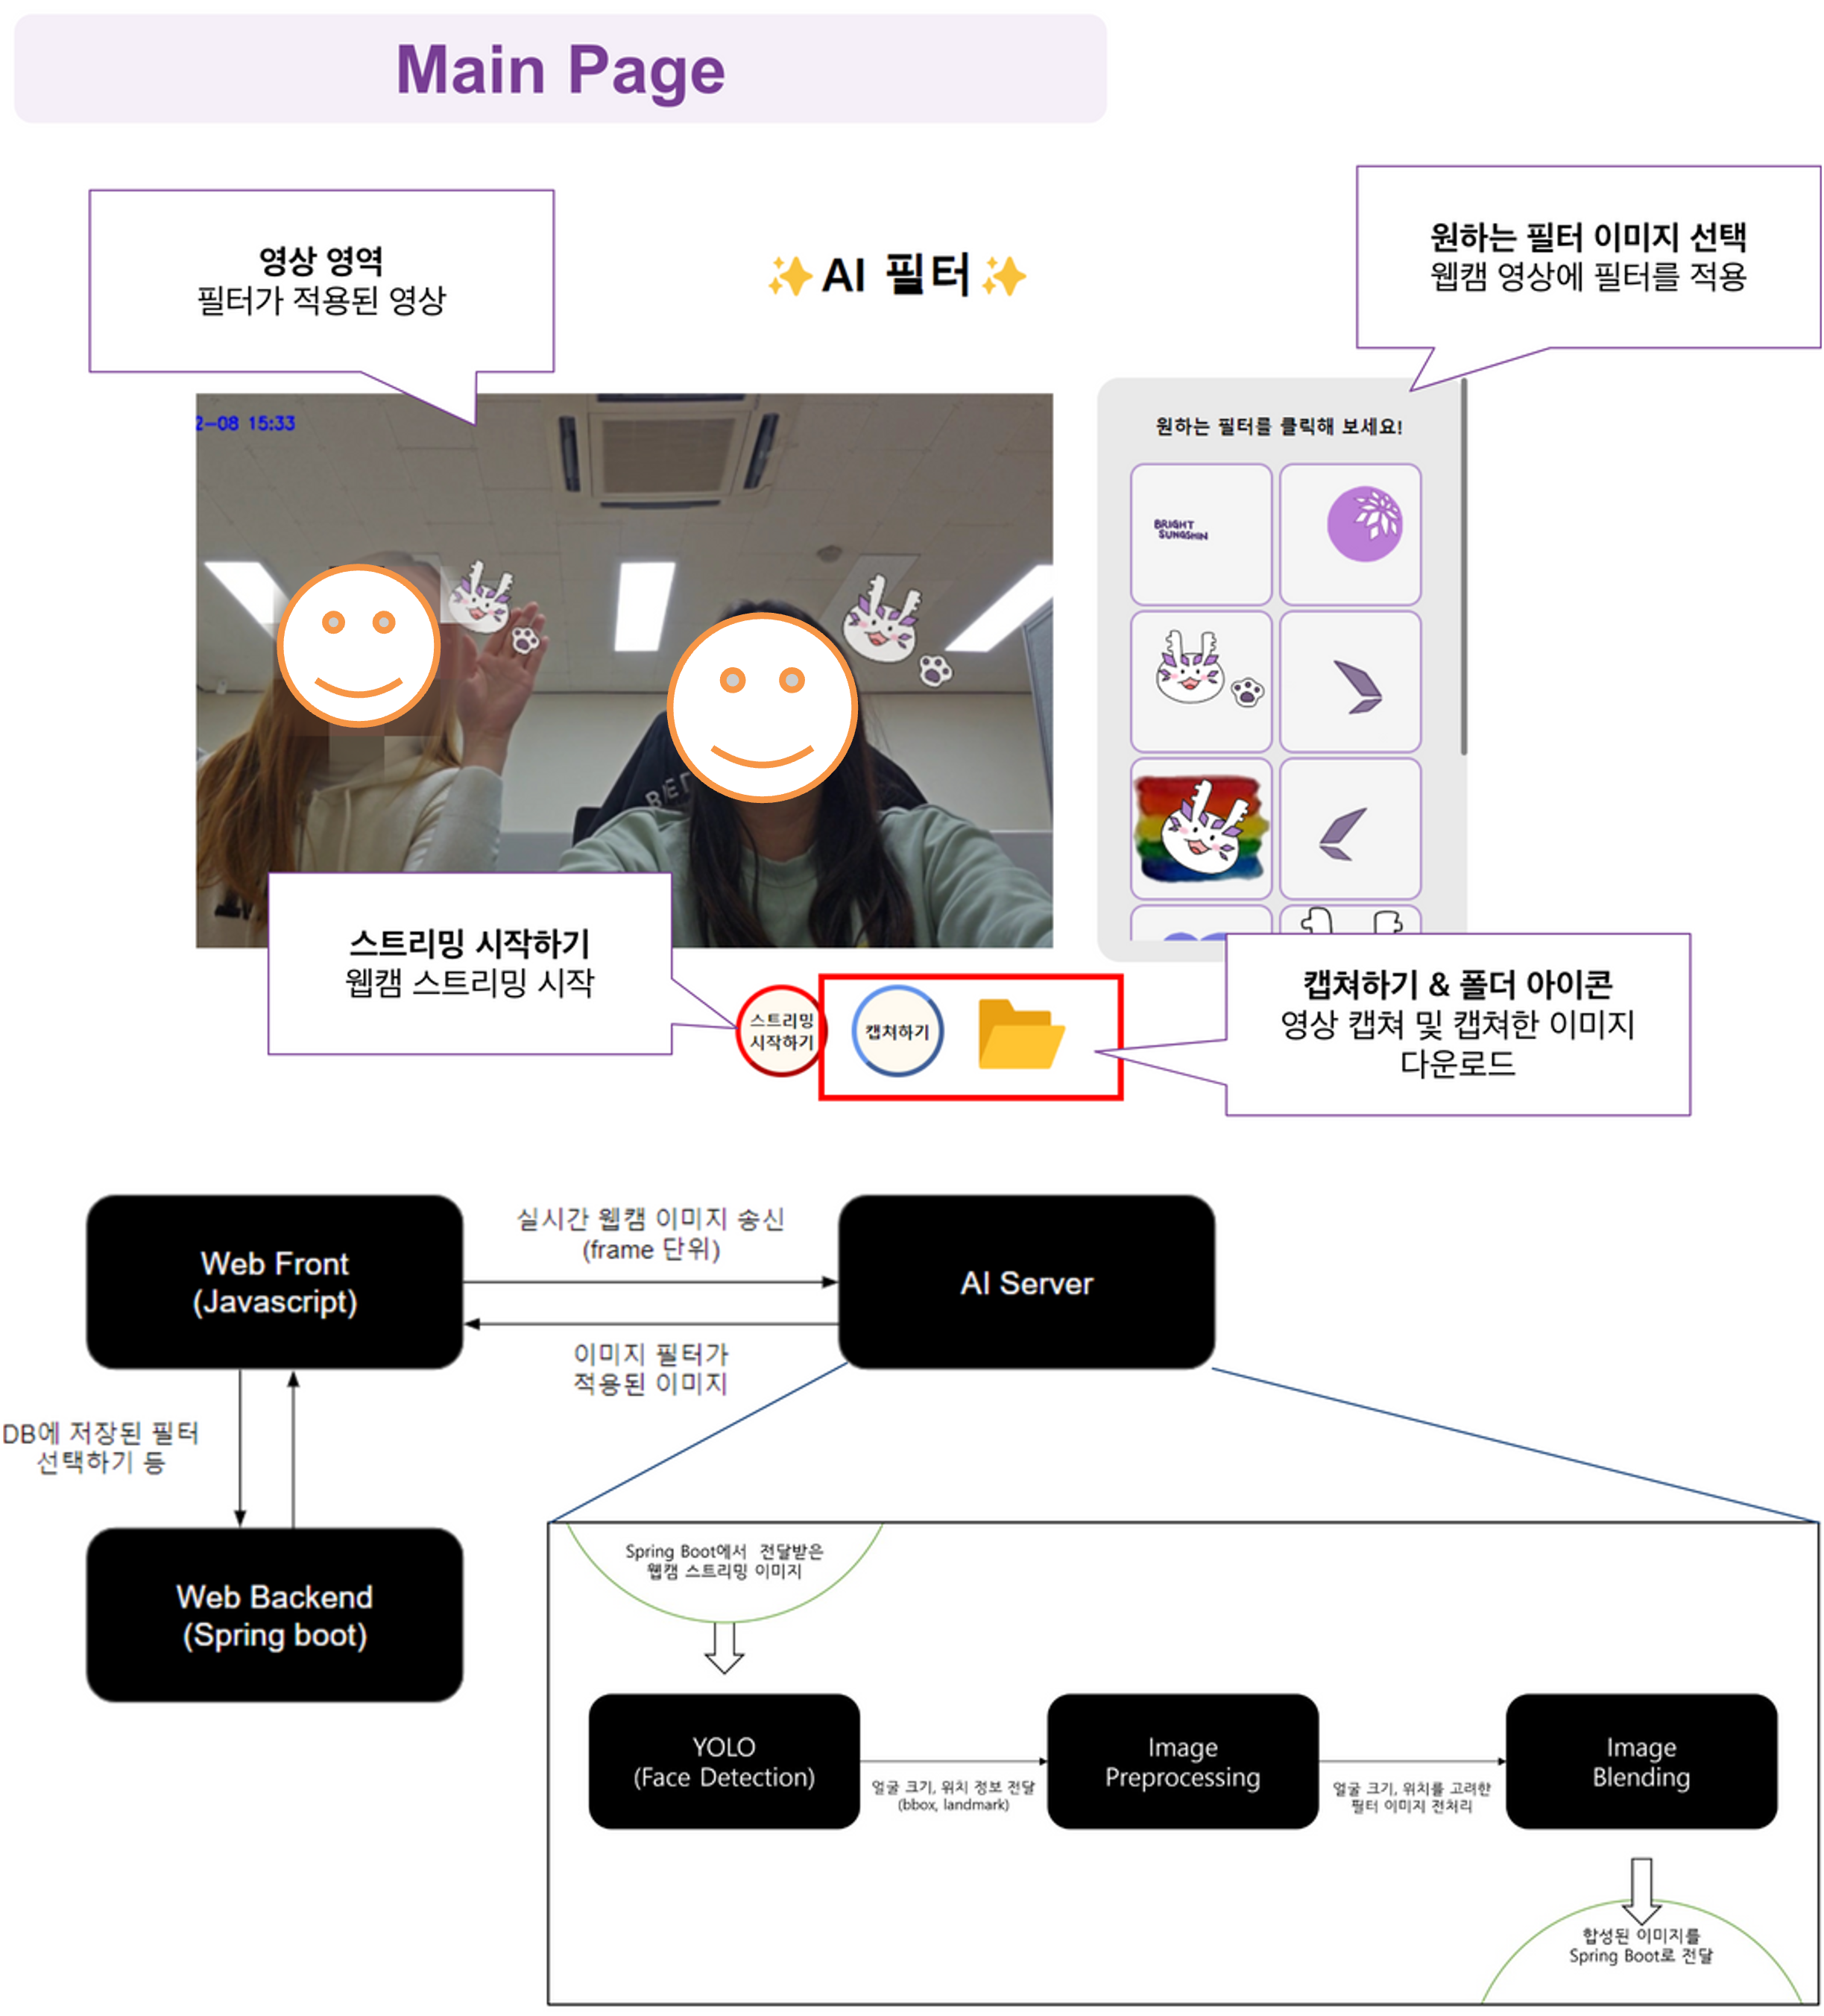 Main Page
영상 영역
필터가 적용된 영상
✨AI 필터✨
원하는 필터 이미지 선택
웹캠 영상에 필터를 적용
2-08 15:33
원하는 필터를 클릭해 보세요!
BRIGHT
SUNGSHIN
스트리밍 시작하기
웹캠 스트리밍 시작
스트리밍
시작하기
캡쳐하기
캡쳐하기 & 폴더 아이콘
영상 캡쳐 및 캡쳐한 이미지
다운로드
Web Front
(Javascript)
실시간 웹캠 이미지 송신
(frame 단위)
AI Server
이미지 필터가
적용된 이미지
DB에 저장된 필터
선택하기 등
Web Backend
(Spring boot)
Spring Boot에서 전달받은
웹캠 스트리밍 이미지
YOLO
(Face Detection)
얼굴 크기, 위치 정보 전달
(bbox, landmark)
Image
Preprocessing
얼굴 크기, 위치를 고려한
필터 이미지 전처리
Image
Blending
합성된 이미지를
Spring Boot로 전달